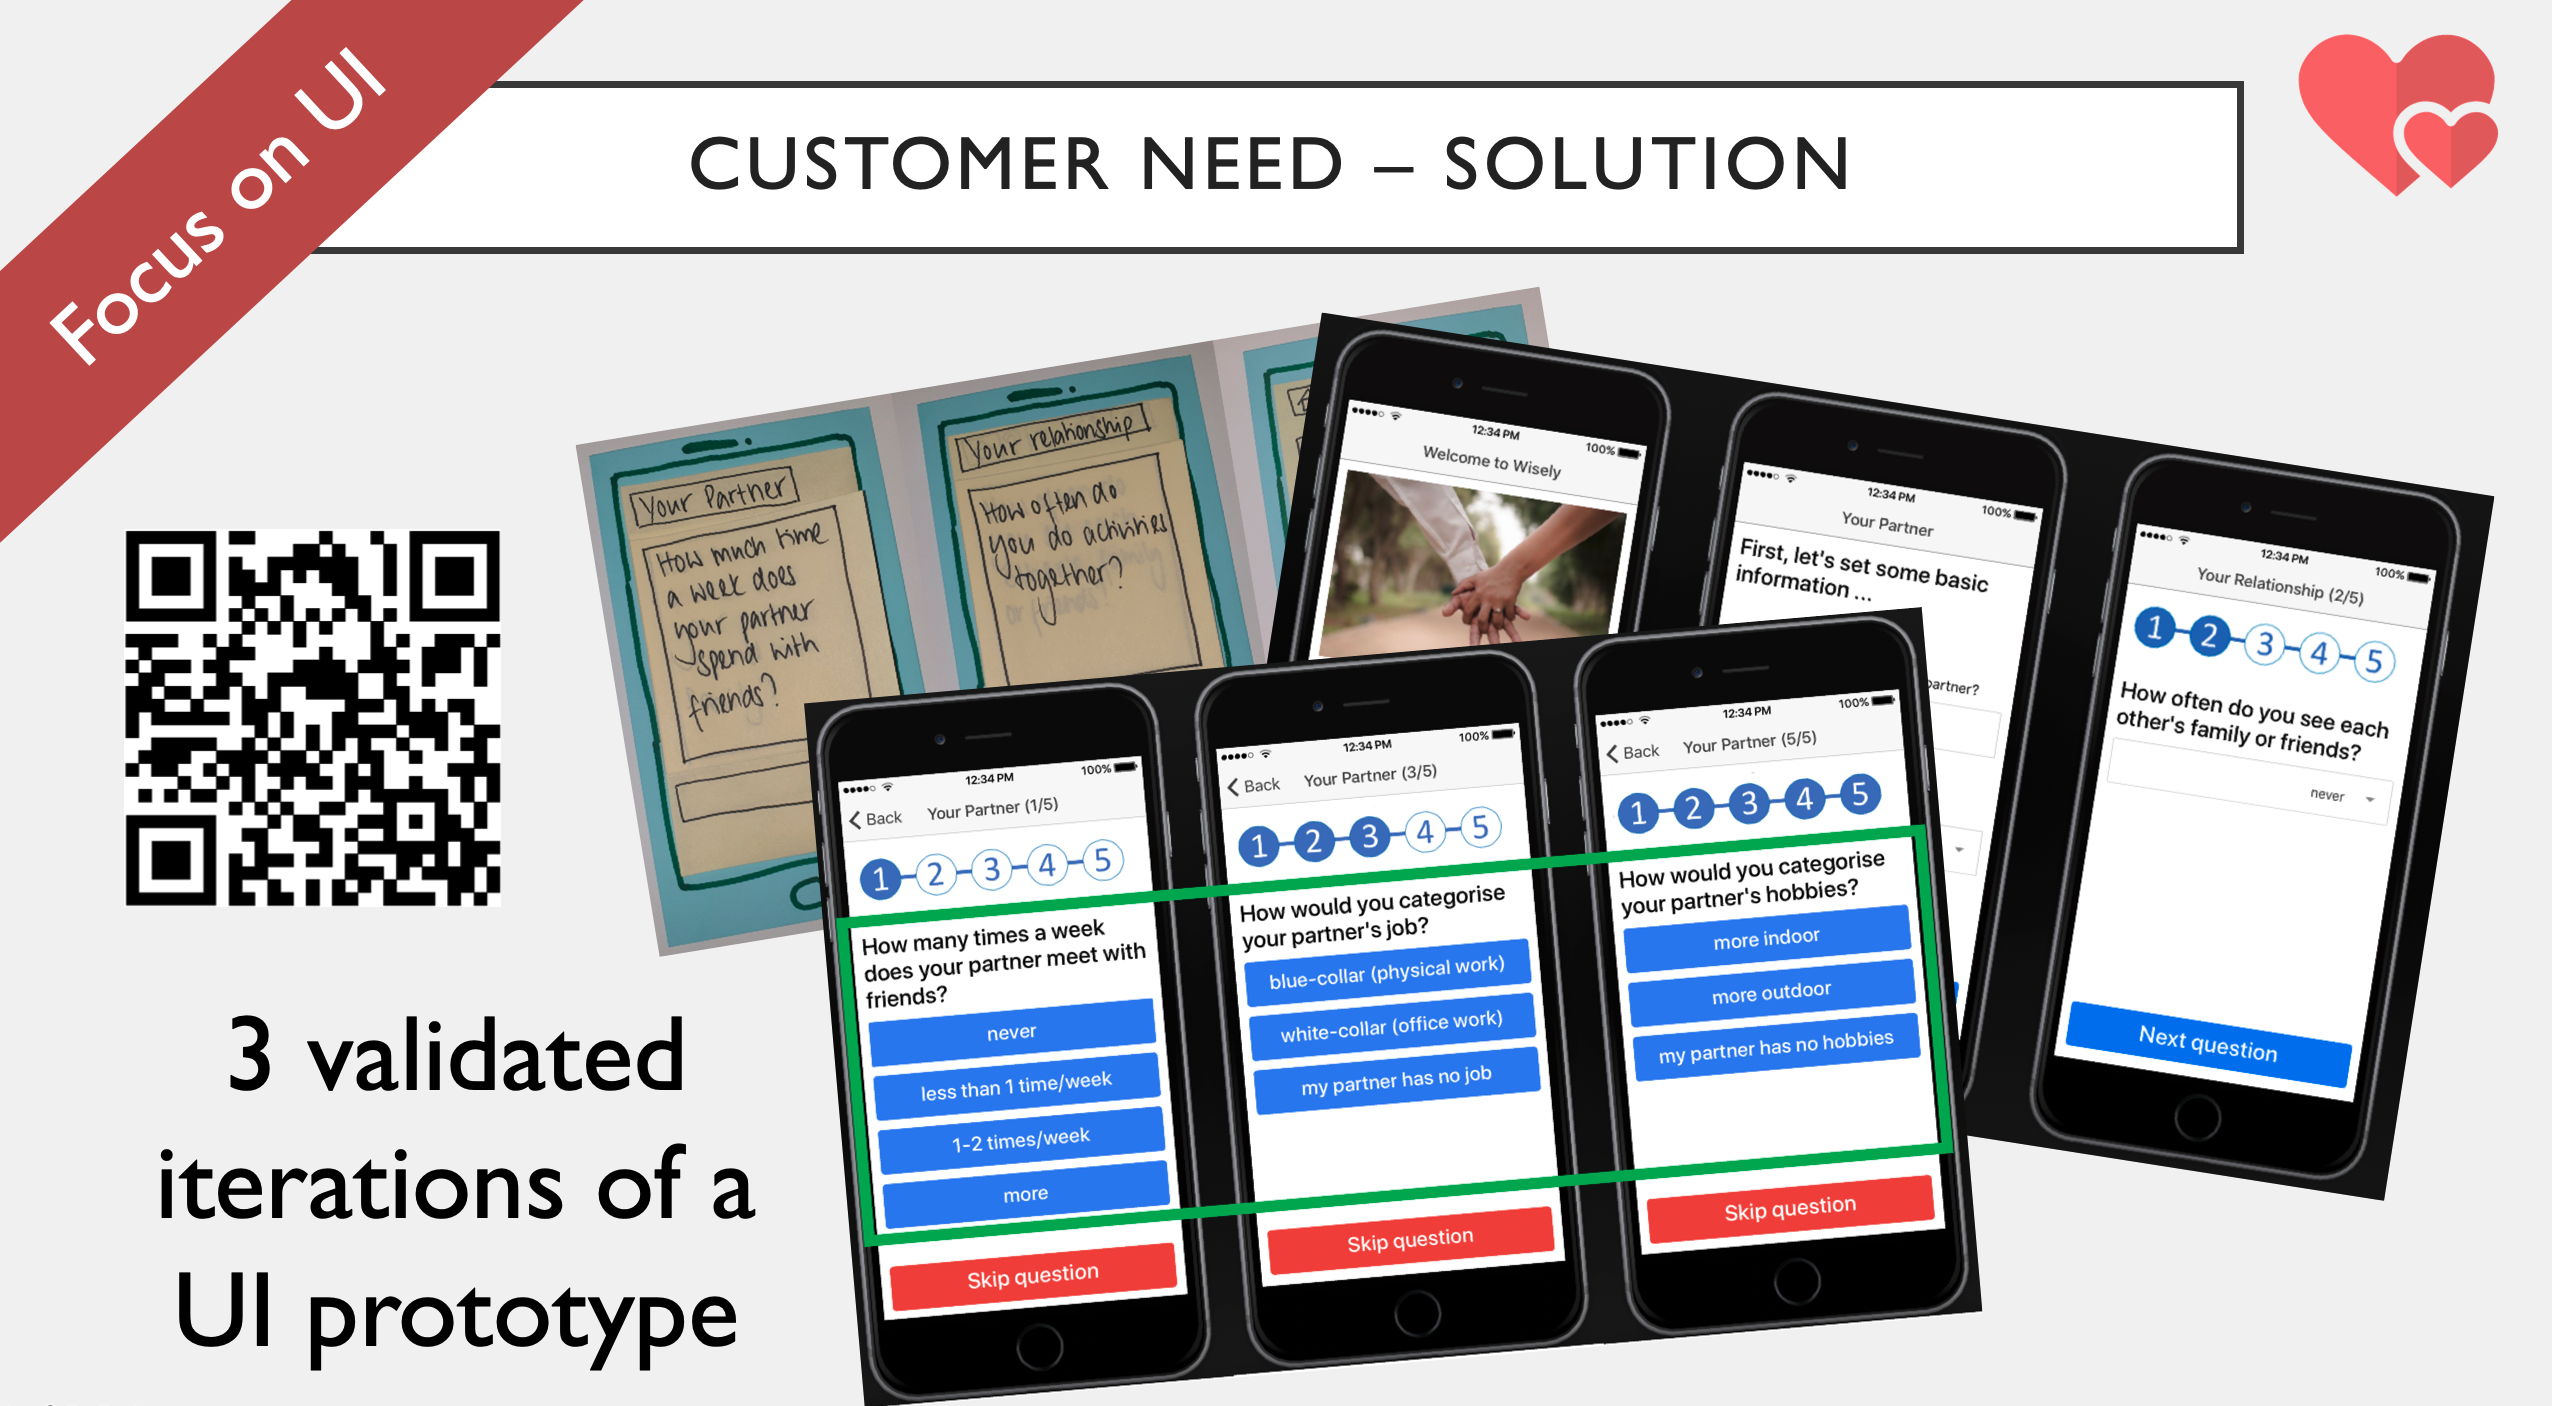 Focus on UI
CUSTOMER NEED – SOLUTION
3 validated
iterations of a
UI prototype
Your Partner
How much time
a week does
your partner
spend with
friends?
Your relationship
How often do
you do activities
together?
12:34 PM
100%
Welcome to Wisely
12:34 PM
100%
Your Partner
First, let's set some basic
information ...
partner?
12:34 PM
100%
Your Relationship (2/5)
1 2 3 4 5
How often do you see each
other's family or friends?
never
Next question
12:34 PM
100%
Back
Your Partner (1/5)
1 2 3 4 5
How many times a week
does your partner meet with
friends?
never
less than 1 time/week
1-2 times/week
more
Skip question
12:34 PM
100%
Back
Your Partner (3/5)
1 2 3 4 5
How would you categorise
your partner's job?
blue-collar (physical work)
white-collar (office work)
my partner has no job
Skip question
12:34 PM
100%
Back
Your Partner (5/5)
1 2 3 4 5
How would you categorise
your partner's hobbies?
more indoor
more outdoor
my partner has no hobbies
Skip question